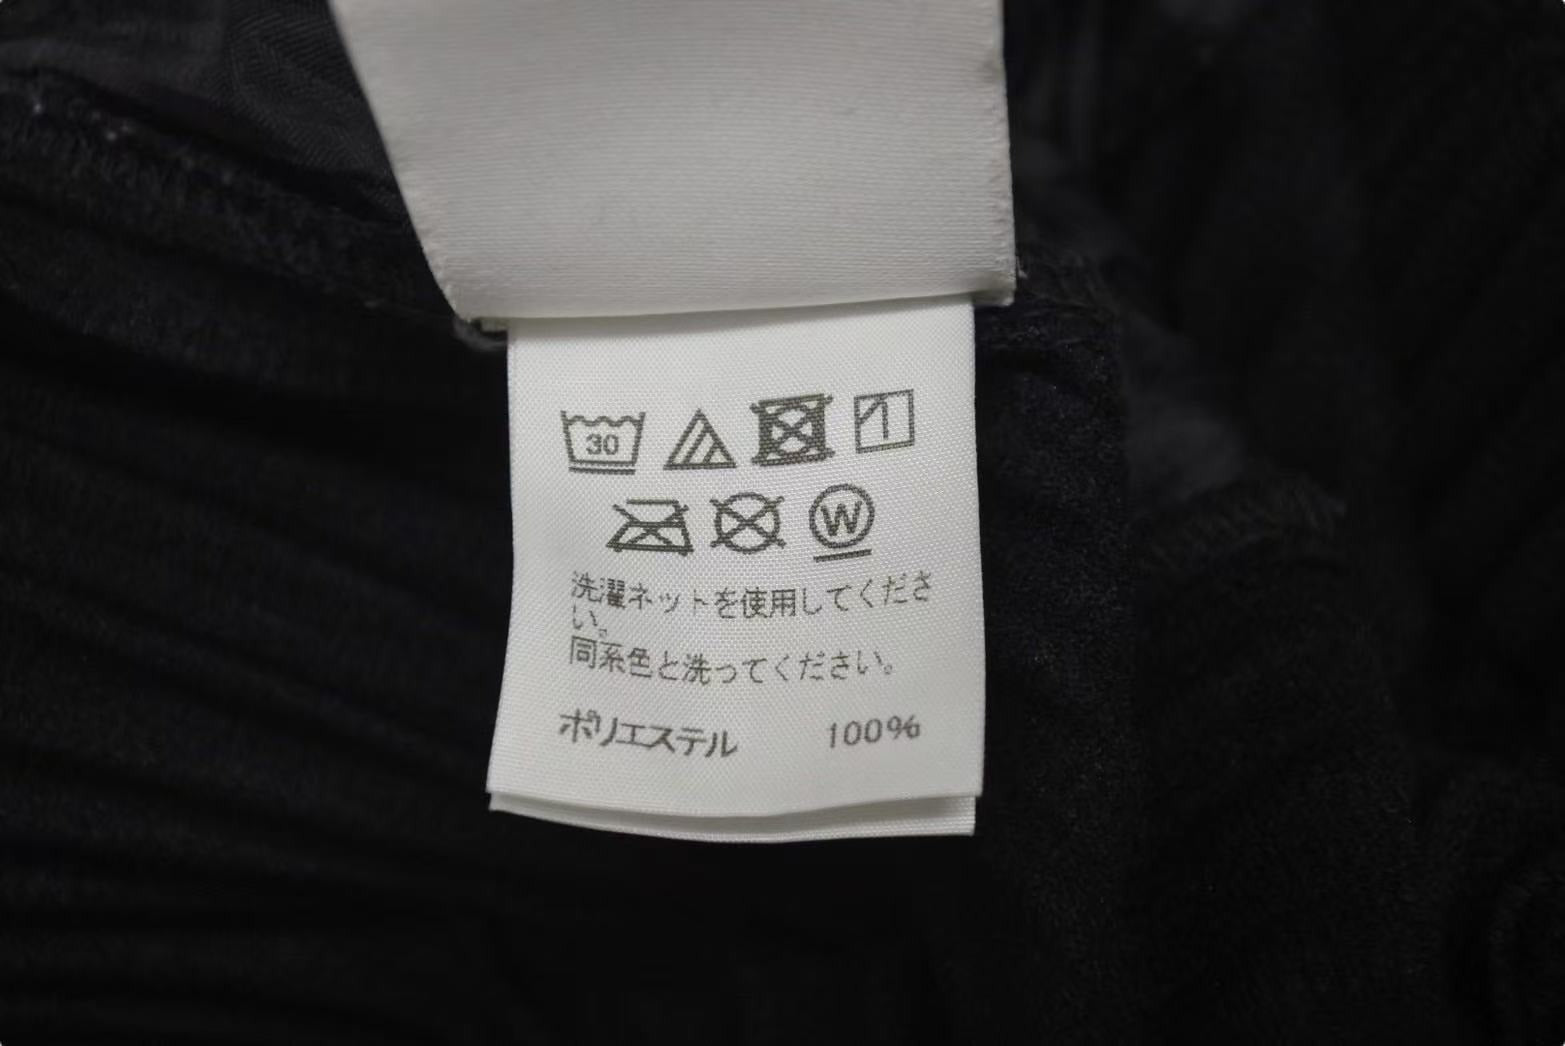 30
W
洗濯ネットを使用してくださ
い。
同系色と洗ってください。
ポリエステル 100%